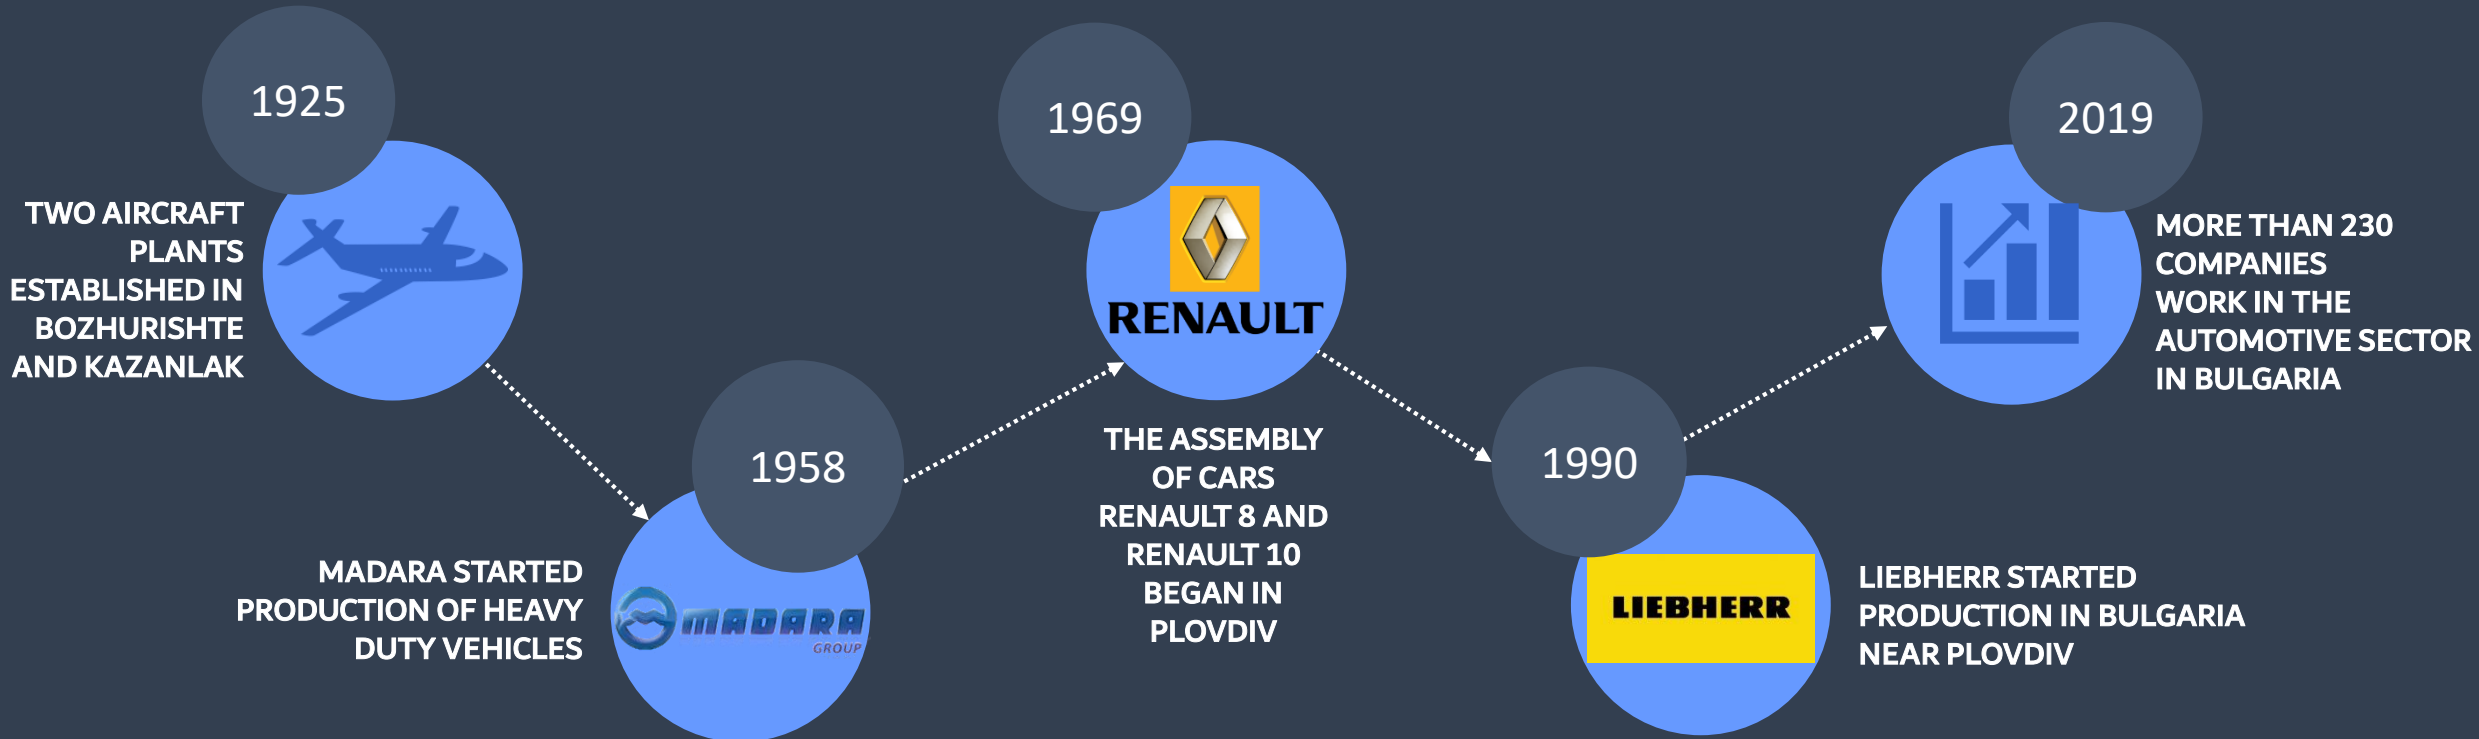 1925
TWO AIRCRAFT
PLANTS
ESTABLISHED IN
BOZHURISHTE
AND KAZANLAK
1958
MADARA
GROUP
MADARA STARTED
PRODUCTION OF HEAVY
DUTY VEHICLES
1969
RENAULT
THE ASSEMBLY
OF CARS
RENAULT 8 AND
RENAULT 10
BEGAN IN
PLOVDIV
1990
LIEBHERR
LIEBHERR STARTED
PRODUCTION IN BULGARIA
NEAR PLOVDIV
2019
MORE THAN 230
COMPANIES
WORK IN THE
AUTOMOTIVE SECTOR
IN BULGARIA